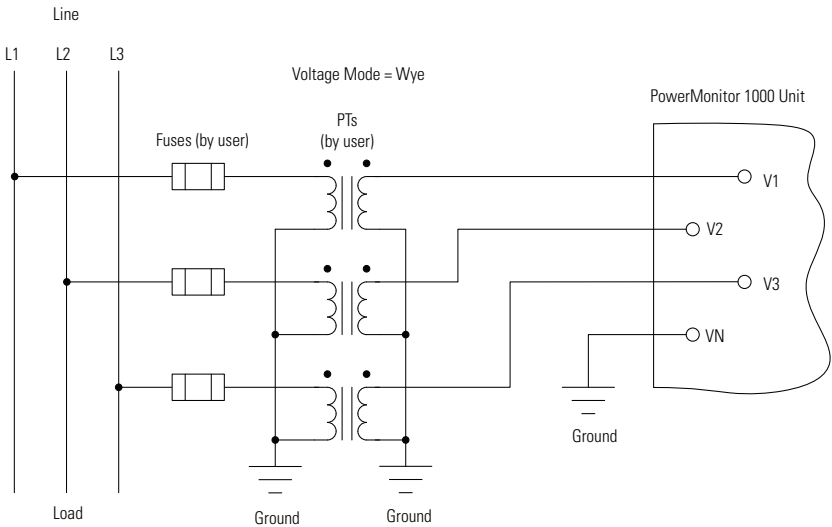 Line
L1
L2
L3
Voltage Mode = Wye
PowerMonitor 1000 Unit
PTs
(by user)
Fuses (by user)
V1
V2
V3
VN
Ground
Load
Ground
Ground